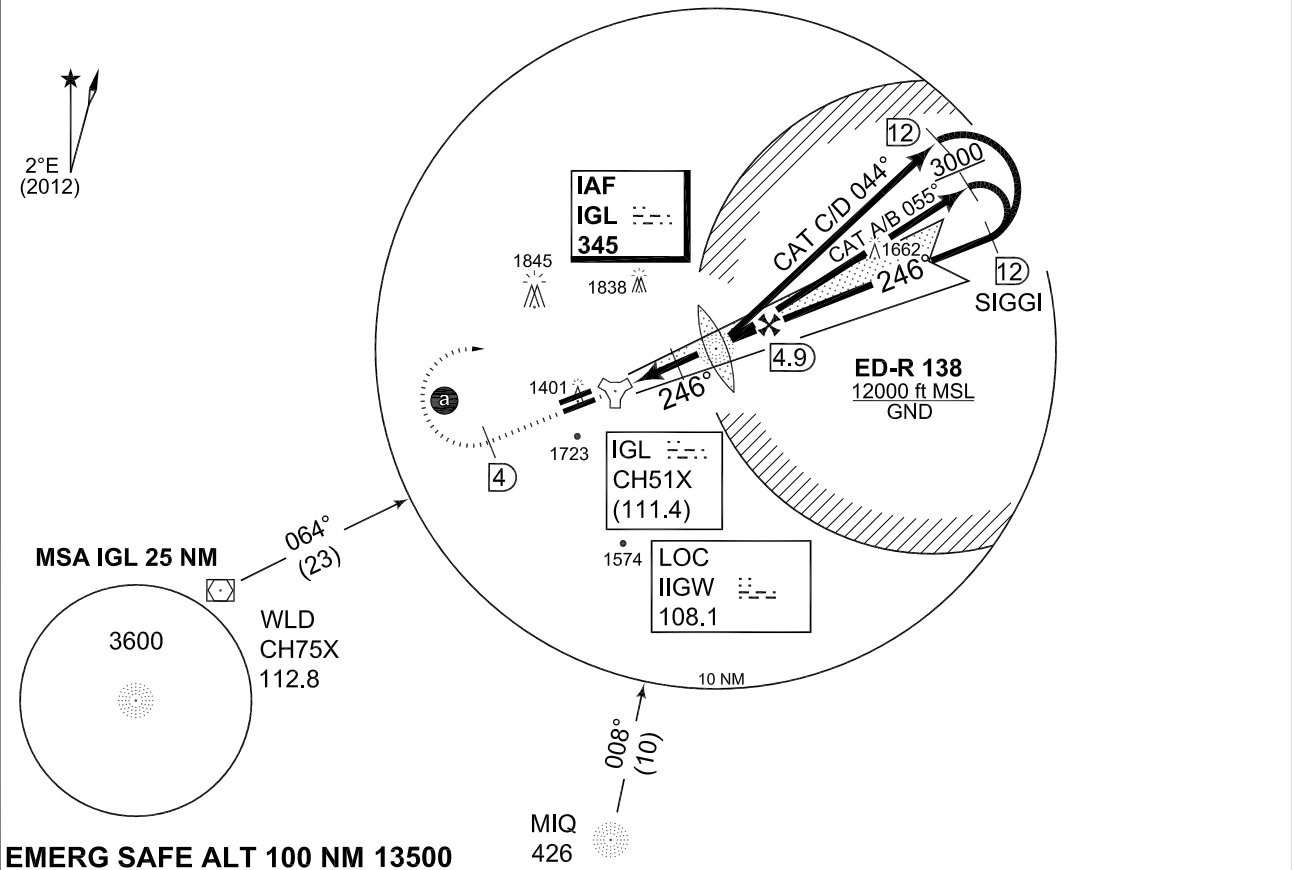 12
2°E
(2012)
3000
CAT C/D 044°
CAT A/B 055°
IAF
IGL
345
1845
1838
1662
246°
12
SIGGI
4.9
ED-R 138
12000 ft MSL
GND
246°
1401
a
1723
4
IGL
CH51X
(111.4)
1574
LOC
IIGW
108.1
064°
(23)
MSA IGL 25 NM
WLD
CH75X
112.8
3600
10 NM
008°
(10)
MIQ
426
EMERG SAFE ALT 100 NM 13500